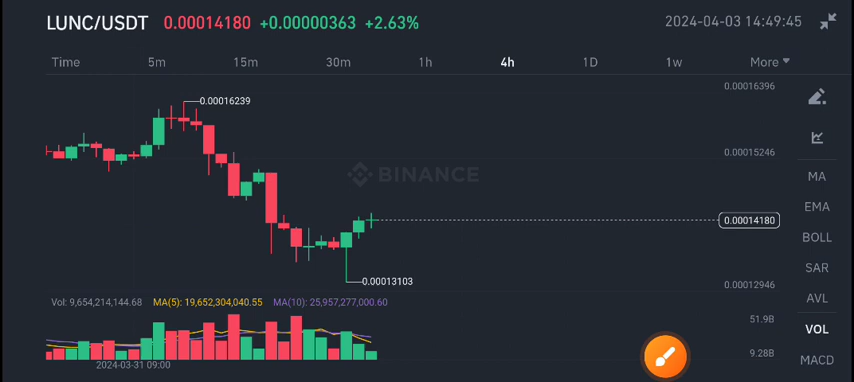 LUNC/USDT 0.00014180 +0.00000363 +2.63% 2024-04-03 14:49:45
Time 5m 15m 30m 1h 4h 1D 1w More
0.00016396
0.00016239
MA
EMA
BOLL
SAR
AVL
VOL
MACD
0.00015246
BINANCE
0.00014180
0.00013103
0.00012946
Vol: 9,654,214,144.68 MA(5): 19,652,304,040.55 MA(10): 25,957,277,000.60
51.9B
9.28B
2024-03-31 09:00